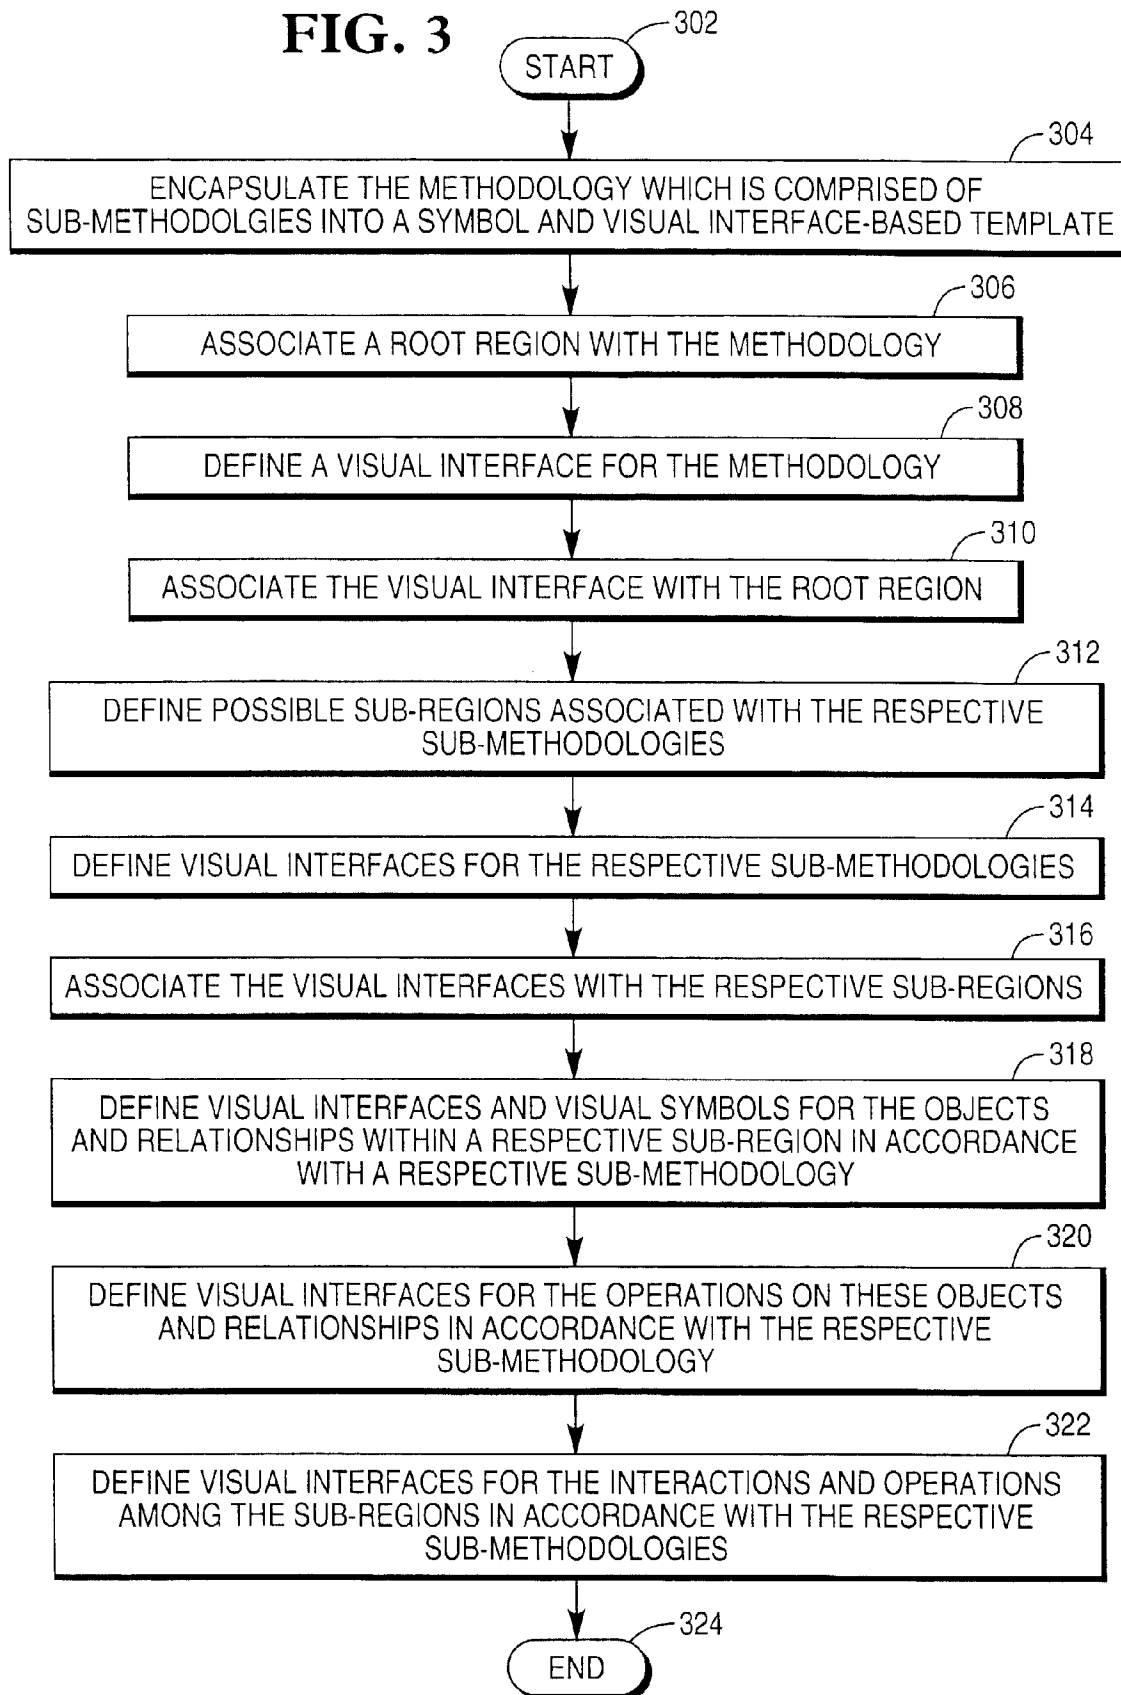 FIG. 3
302
START
304
ENCAPSULATE THE METHODOLOGY WHICH IS COMPRISED OF
SUB-METHODOLGIES INTO A SYMBOL AND VISUAL INTERFACE-BASED TEMPLATE
306
ASSOCIATE A ROOT REGION WITH THE METHODOLOGY
308
DEFINE A VISUAL INTERFACE FOR THE METHODOLOGY
310
ASSOCIATE THE VISUAL INTERFACE WITH THE ROOT REGION
312
DEFINE POSSIBLE SUB-REGIONS ASSOCIATED WITH THE RESPECTIVE
SUB-METHODOLOGIES
314
DEFINE VISUAL INTERFACES FOR THE RESPECTIVE SUB-METHODOLOGIES
316
ASSOCIATE THE VISUAL INTERFACES WITH THE RESPECTIVE SUB-REGIONS
318
DEFINE VISUAL INTERFACES AND VISUAL SYMBOLS FOR THE OBJECTS
AND RELATIONSHIPS WITHIN A RESPECTIVE SUB-REGION IN ACCORDANCE
WITH A RESPECTIVE SUB-METHODOLOGY
320
DEFINE VISUAL INTERFACES FOR THE OPERATIONS ON THESE OBJECTS
AND RELATIONSHIPS IN ACCORDANCE WITH THE RESPECTIVE
SUB-METHODOLOGY
322
DEFINE VISUAL INTERFACES FOR THE INTERACTIONS AND OPERATIONS
AMONG THE SUB-REGIONS IN ACCORDANCE WITH THE RESPECTIVE
SUB-METHODOLOGIES
324
END